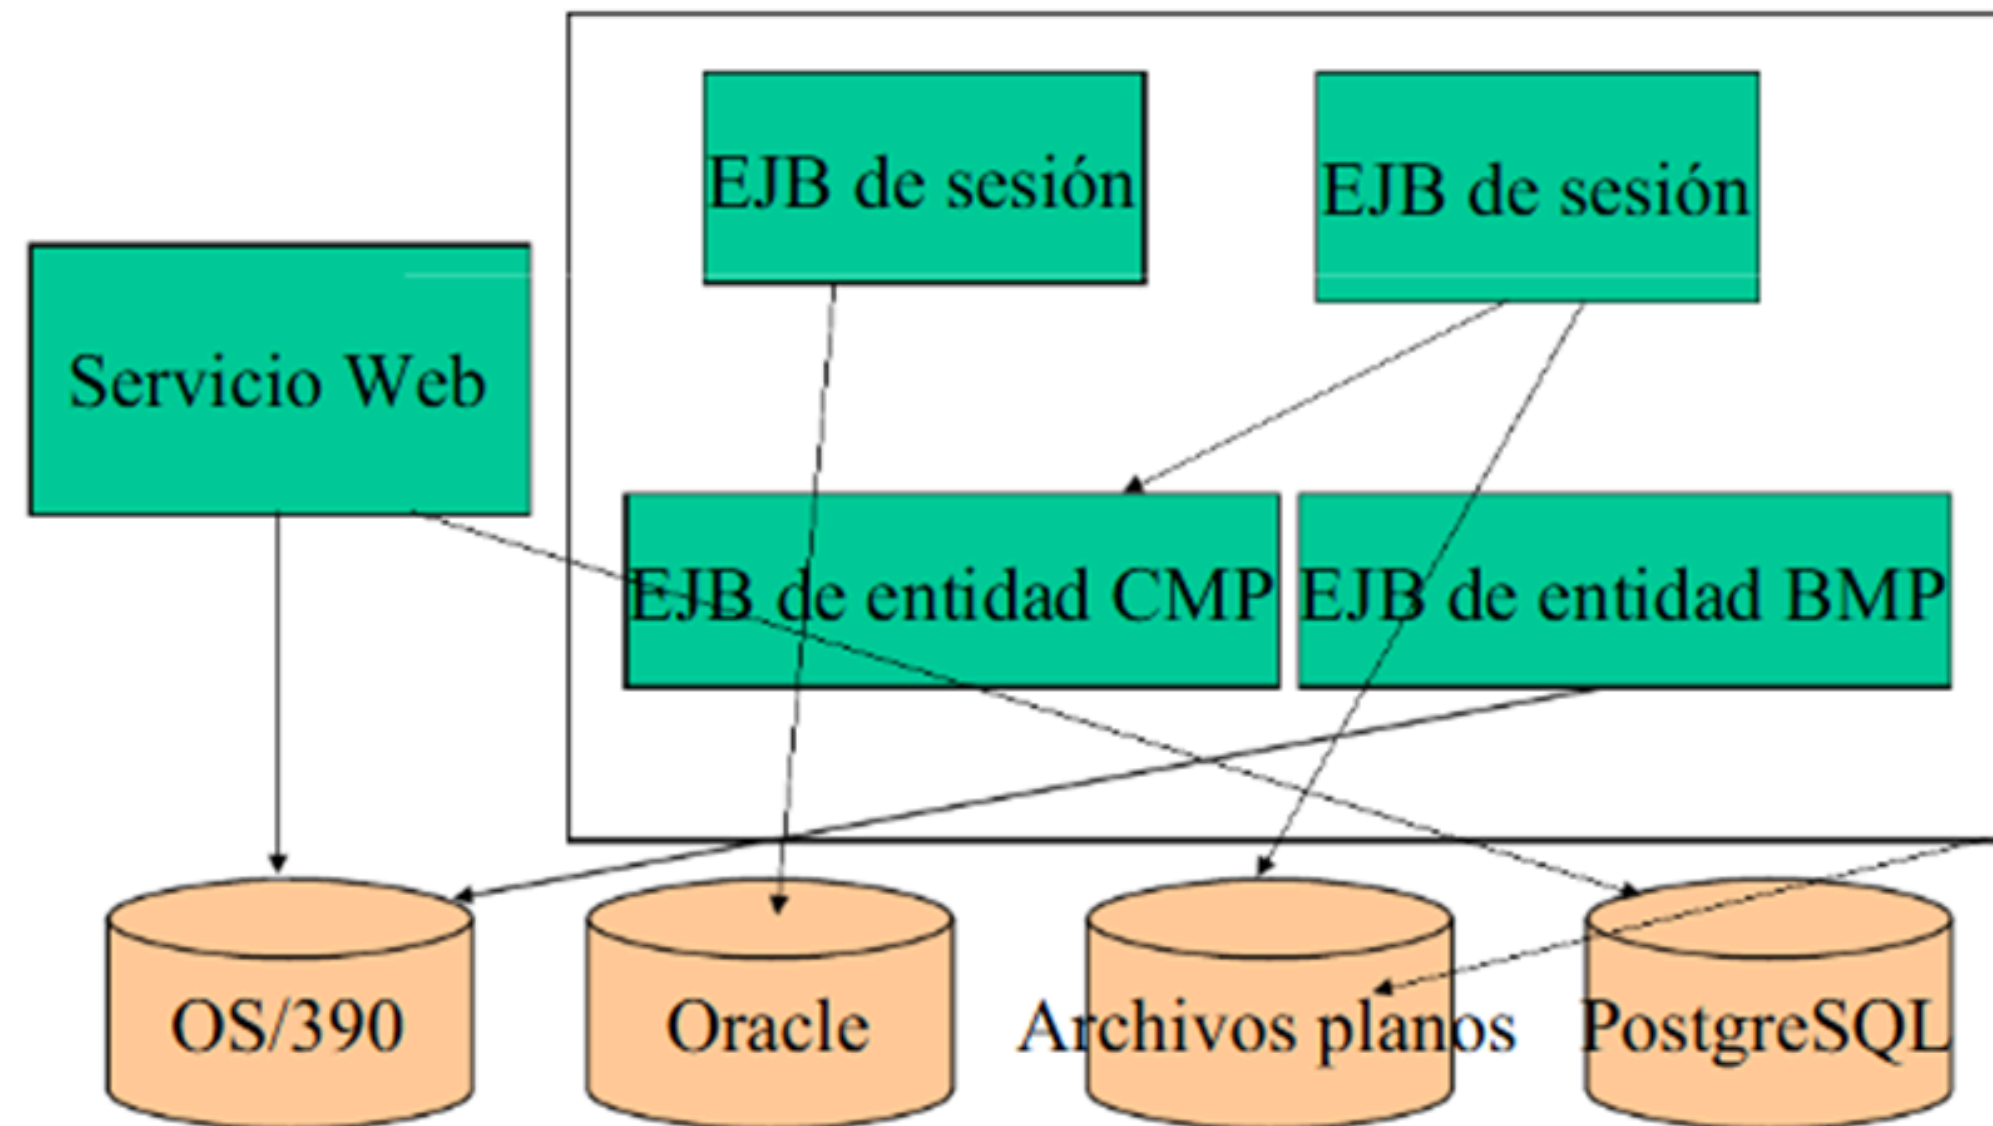 EJB de sesión
EJB de sesión
Servicio Web
EJB de entidad CMP
EJB de entidad BMP
OS/390
Oracle
Archivos planos
PostgreSQL